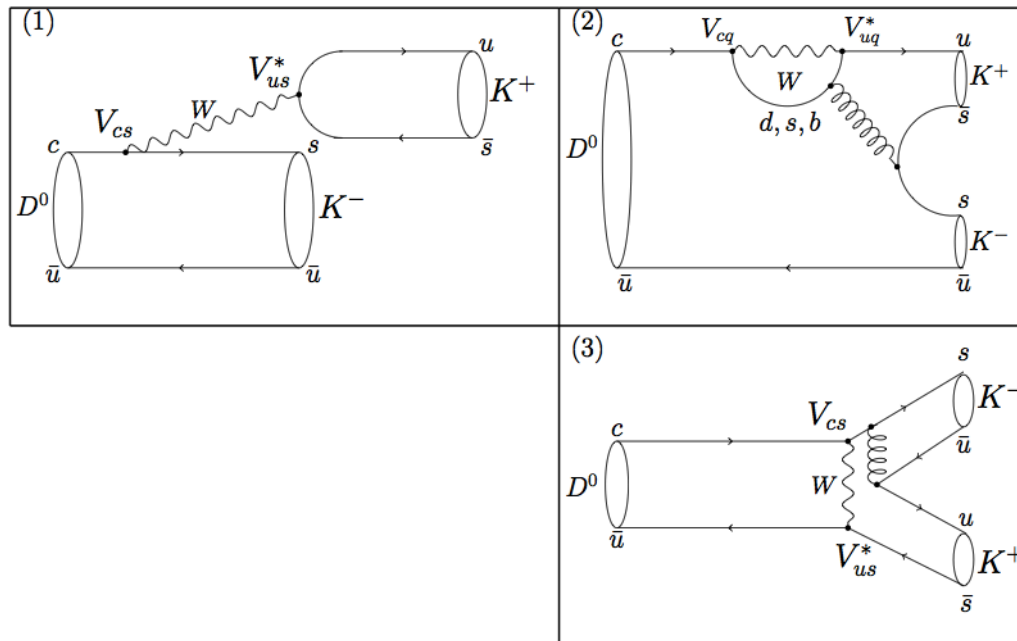 (1)
u
V*us
K+
W
s̄
Vcs
c
s
D0
K−
ū
ū
(2)
c
Vcq
V*uq
u
K+
W
s̄
d, s, b
D0
s
K−
ū
ū
(3)
s
K−
Vcs
c
ū
D0
W
u
ū
V*us
K+
s̄